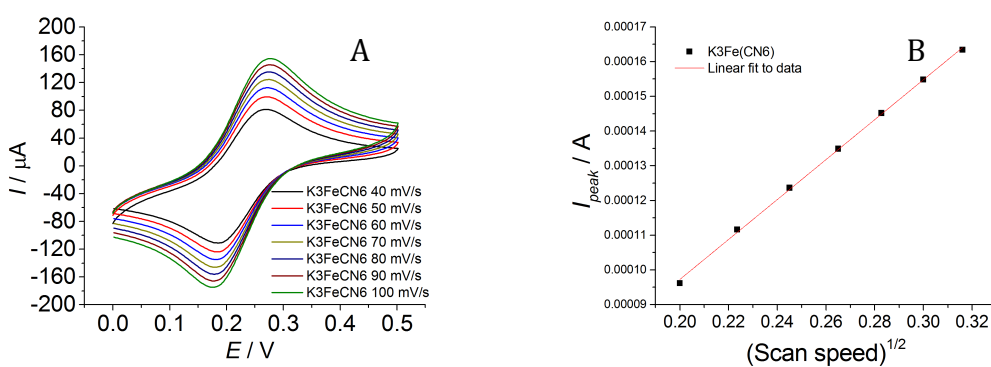 A
200
160
120
80
40
0
-40
-80
-120
-160
-200
I / μA
0.0 0.1 0.2 0.3 0.4 0.5
E / V
K3FeCN6 40 mV/s
K3FeCN6 50 mV/s
K3FeCN6 60 mV/s
K3FeCN6 70 mV/s
K3FeCN6 80 mV/s
K3FeCN6 90 mV/s
K3FeCN6 100 mV/s
B
0.00017
0.00016
0.00015
0.00014
0.00013
0.00012
0.00011
0.00010
0.00009
Ipeak / A
K3Fe(CN6)
Linear fit to data
0.20 0.22 0.24 0.26 0.28 0.30 0.32
(Scan speed)1/2